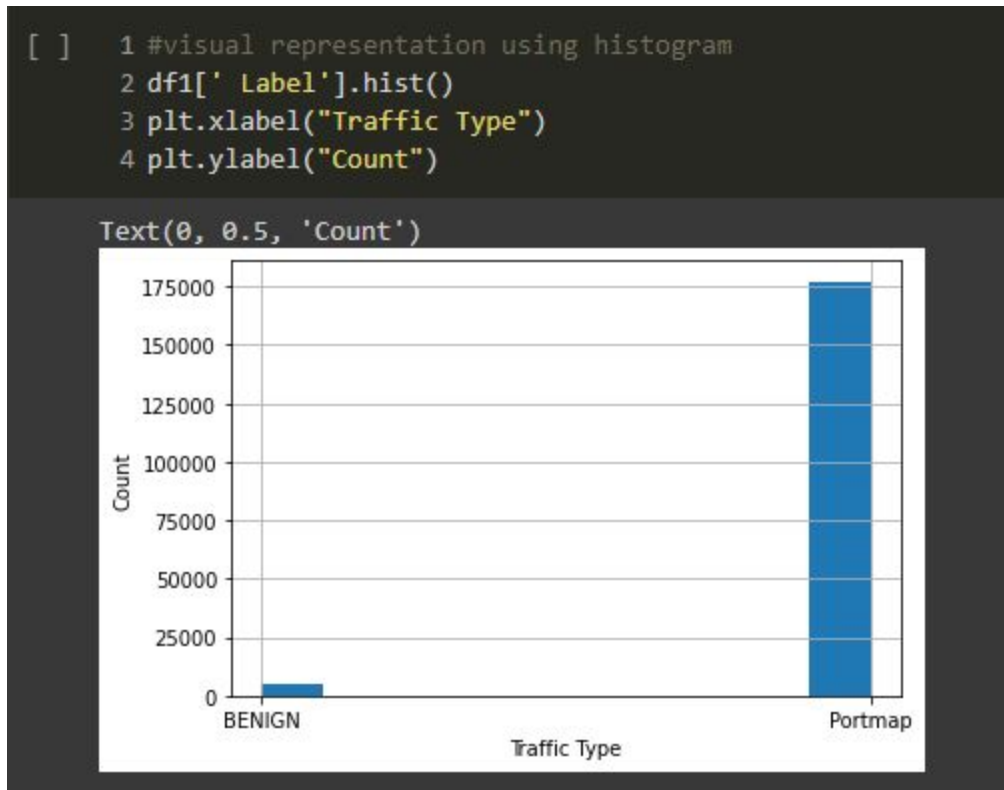 [ ] 1 #visual representation using histogram
2 df1[' Label'].hist()
3 plt.xlabel("Traffic Type")
4 plt.ylabel("Count")
Text(0, 0.5, 'Count')
175000
150000
125000
100000
75000
50000
25000
0
Count
BENIGN Portmap
Traffic Type